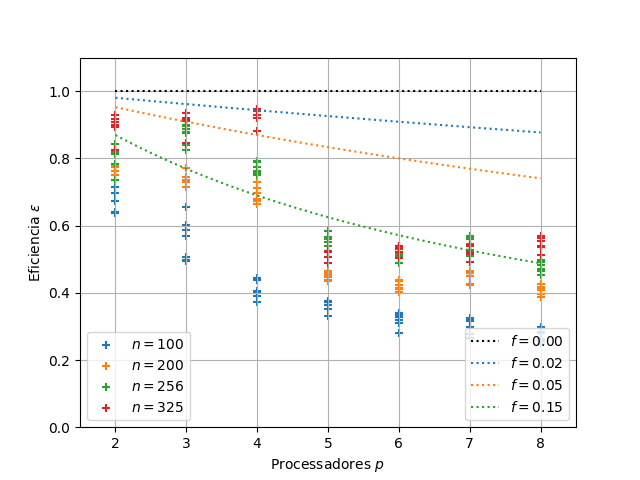 1.0
0.8
0.6
0.4
0.2
0.0
Eficiencia ε
2 3 4 5 6 7 8
Processadores p
n = 100
n = 200
n = 256
n = 325
f = 0.00
f = 0.02
f = 0.05
f = 0.15